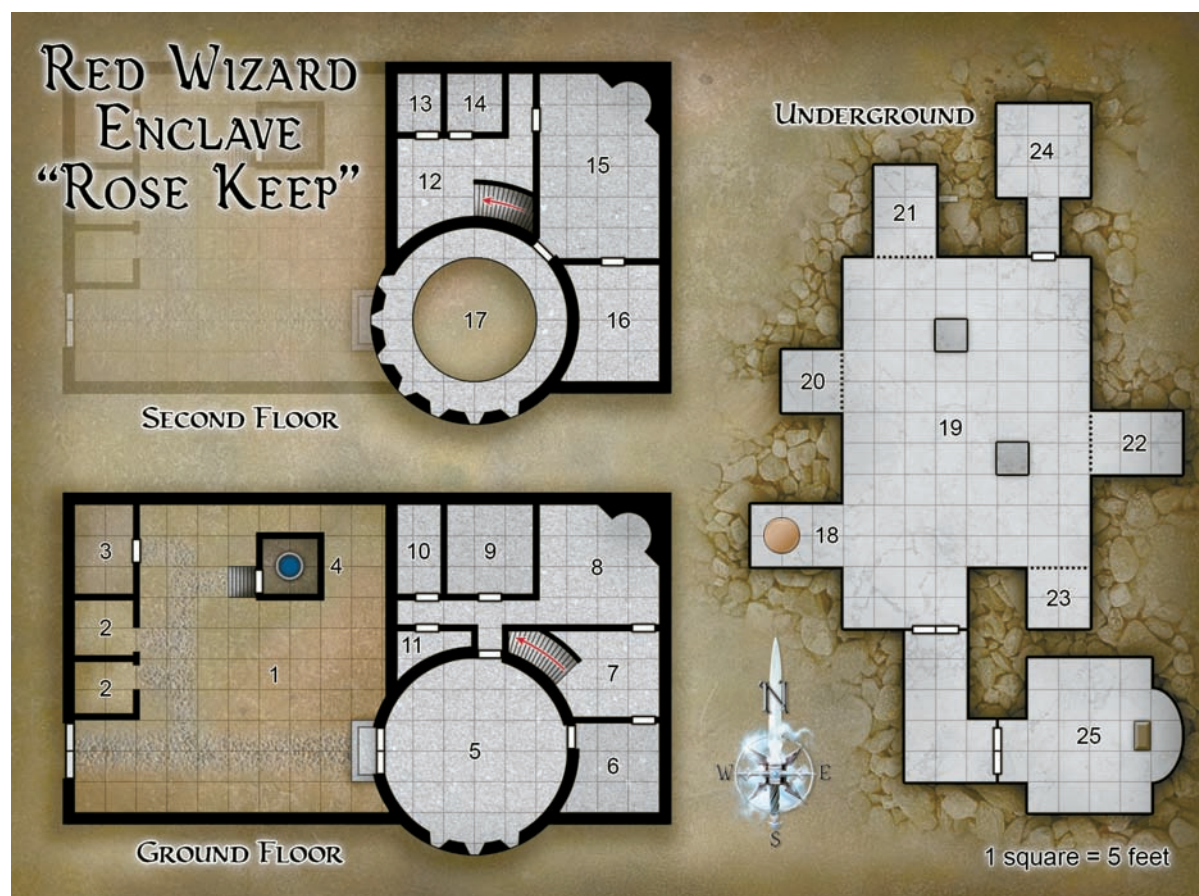 RED WIZARD
ENCLAVE
“ROSE KEEP”
13
14
15
12
17
16
SECOND FLOOR
UNDERGROUND
24
21
20
19
22
18
23
25
3
10
9
8
4
2
11
2
1
7
5
6
GROUND FLOOR
N
W
E
S
1 square = 5 feet